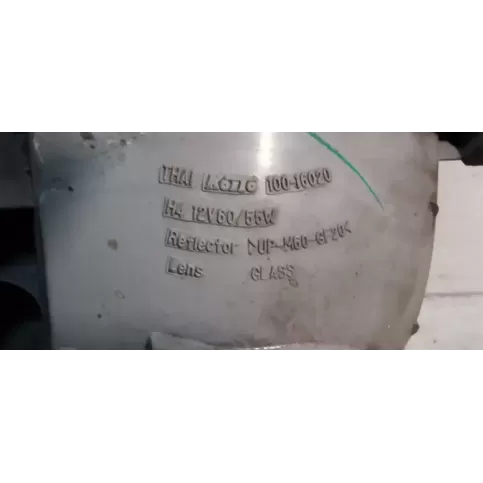 THAI KOITO 100-16020
H4 12V60/55W
Reflector >UP-M60-GF20<
Lens GLASS